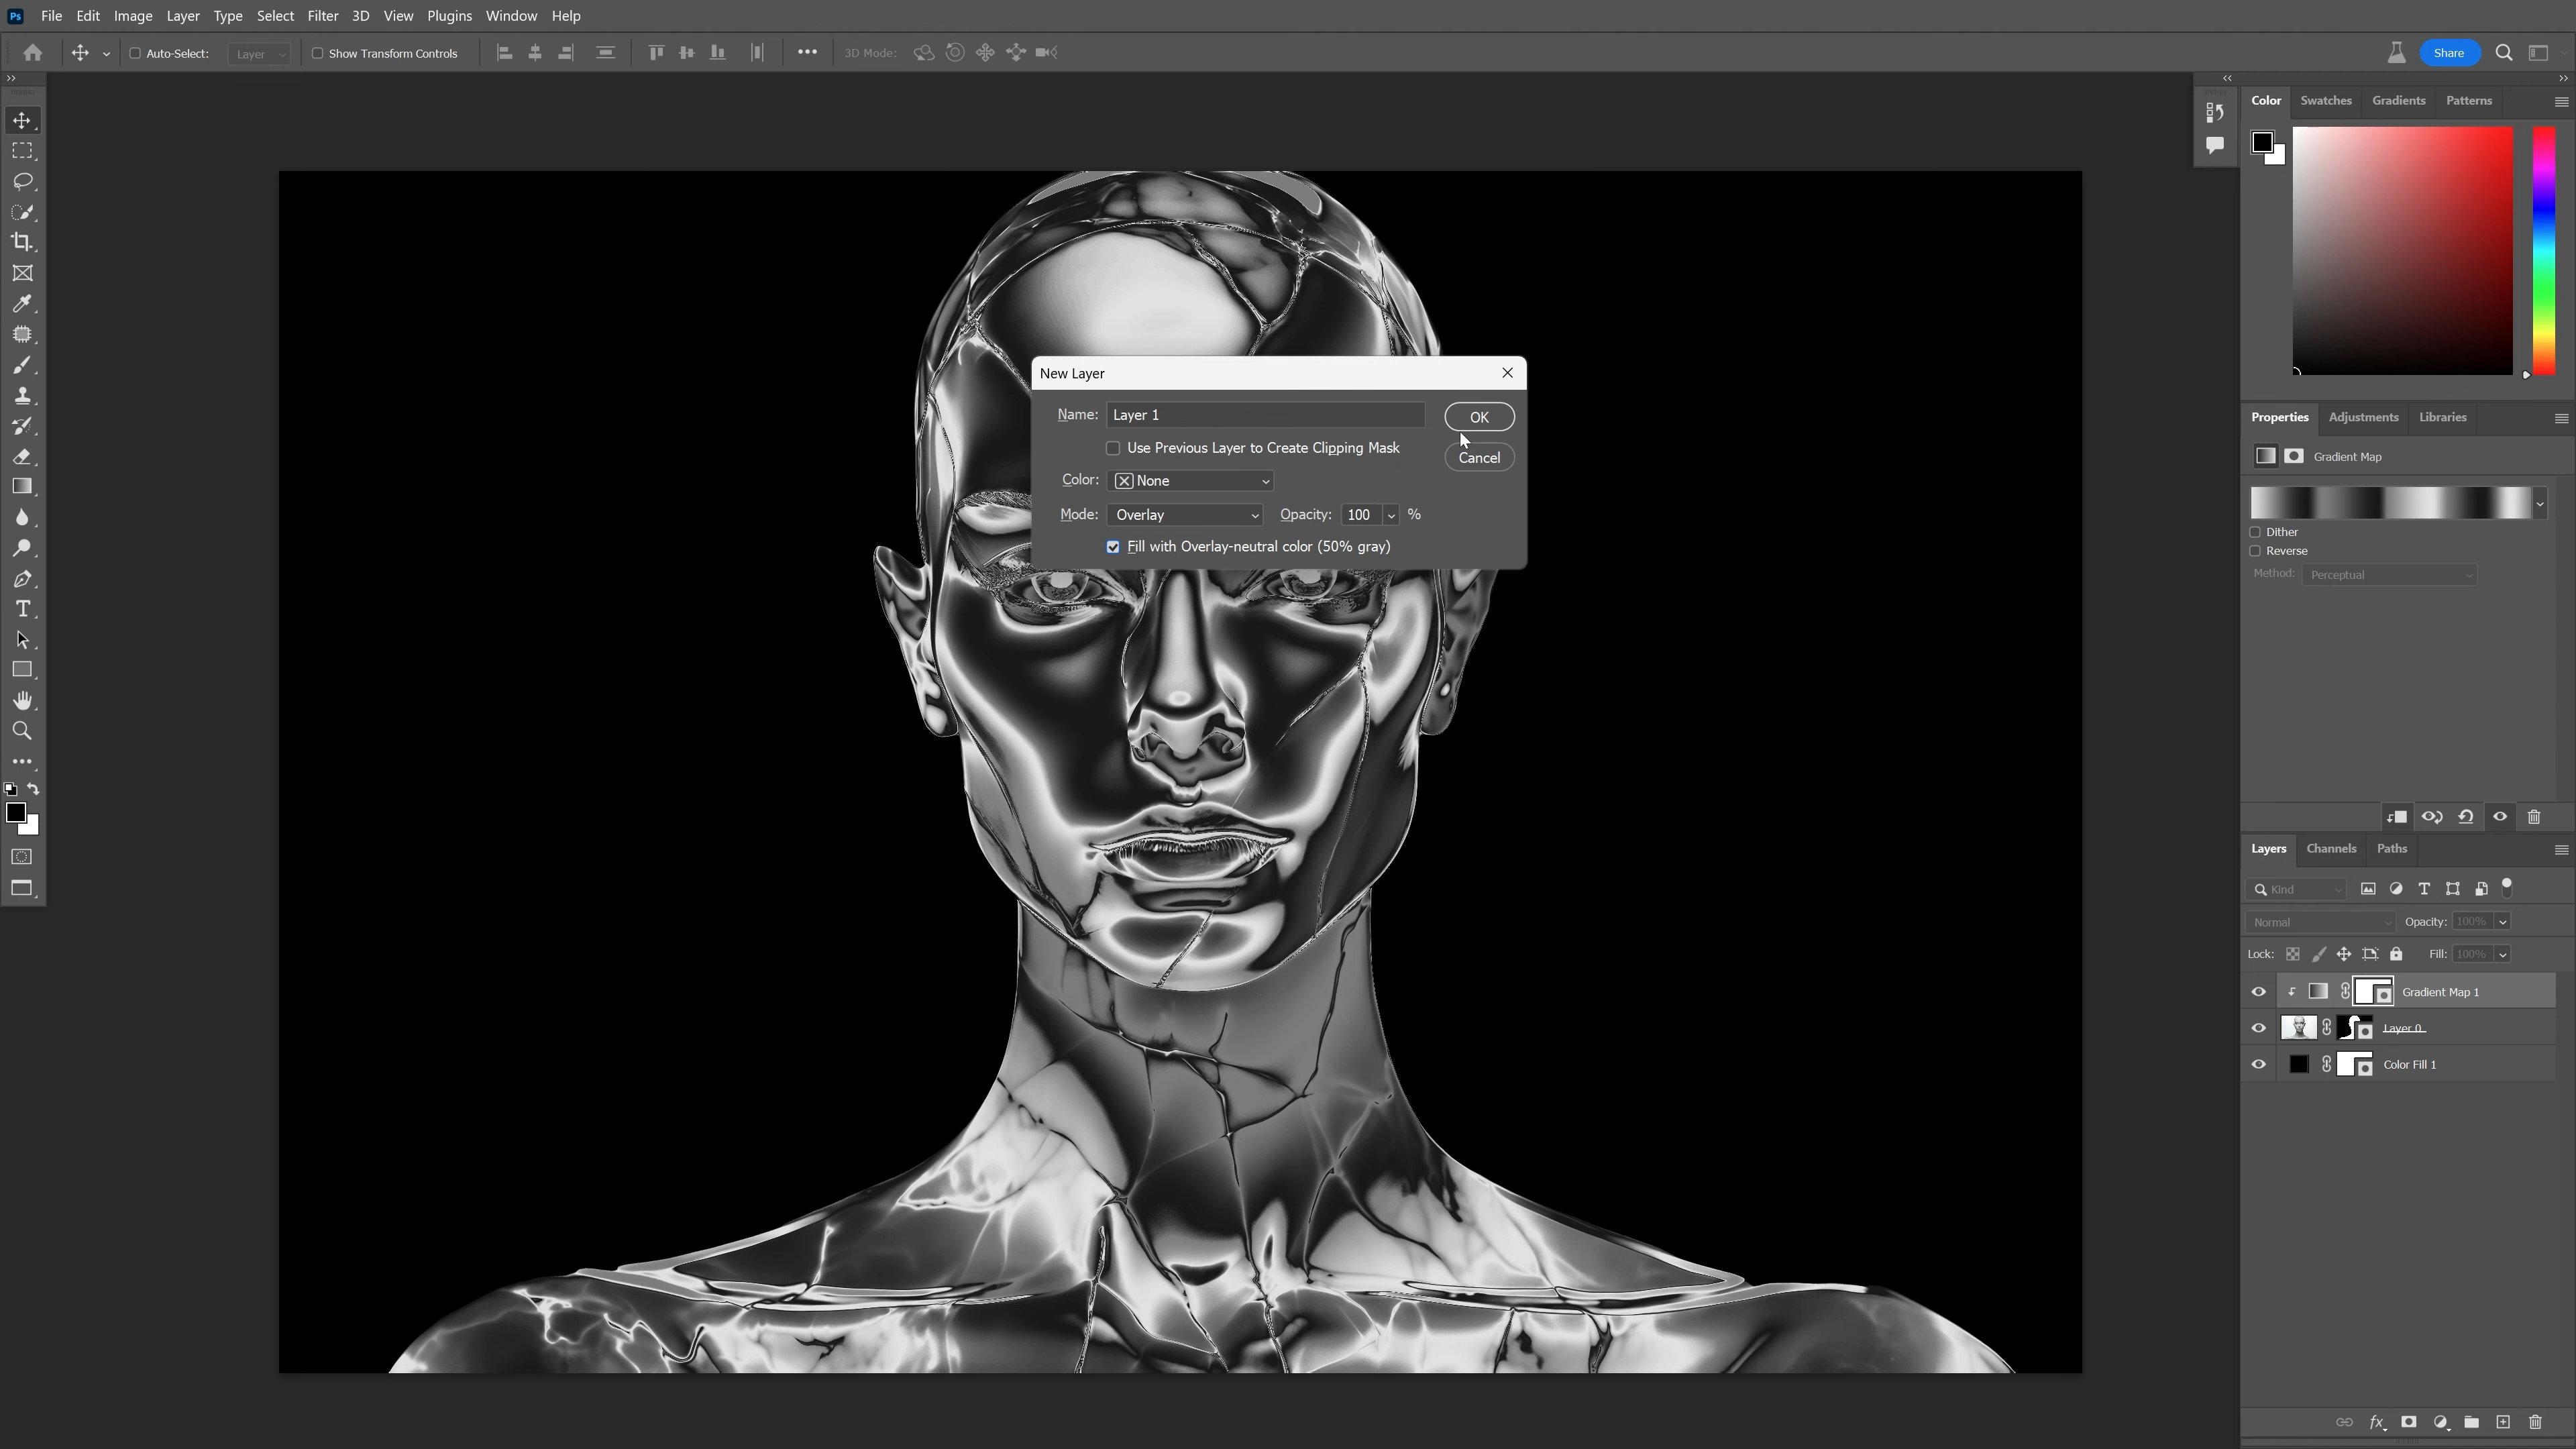 Ps File Edit Image Layer Type Select Filter 3D View Plugins Window Help
Auto-Select: Layer Show Transform Controls 3D Mode: Share
Color Swatches Gradients Patterns
New Layer
Name: Layer 1 OK
Use Previous Layer to Create Clipping Mask
Cancel
Color: None
Mode: Overlay Opacity: 100 %
Fill with Overlay-neutral color (50% gray)
Properties Adjustments Libraries
Gradient Map
Dither
Reverse
Method: Perceptual
Layers Channels Paths
Kind
Normal Opacity: 100%
Lock: Fill: 100%
Gradient Map 1
Layer 0
Color Fill 1
fx